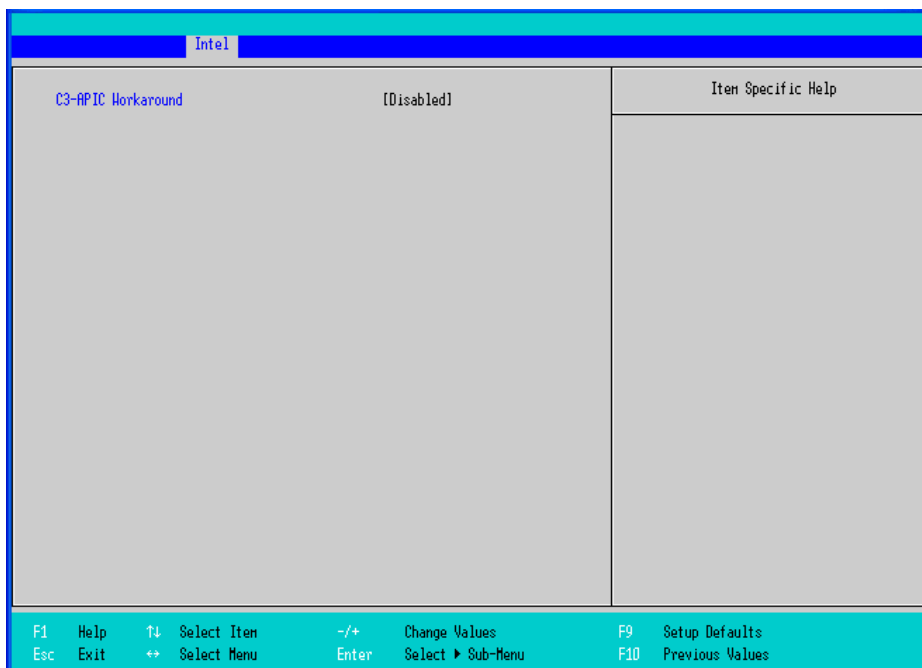 Intel
C3-APIC Workaround [Disabled]
Item Specific Help
F1 Help ↑↓ Select Item -/+ Change Values F9 Setup Defaults
Esc Exit ↔ Select Menu Enter Select ▶ Sub-Menu F10 Previous Values